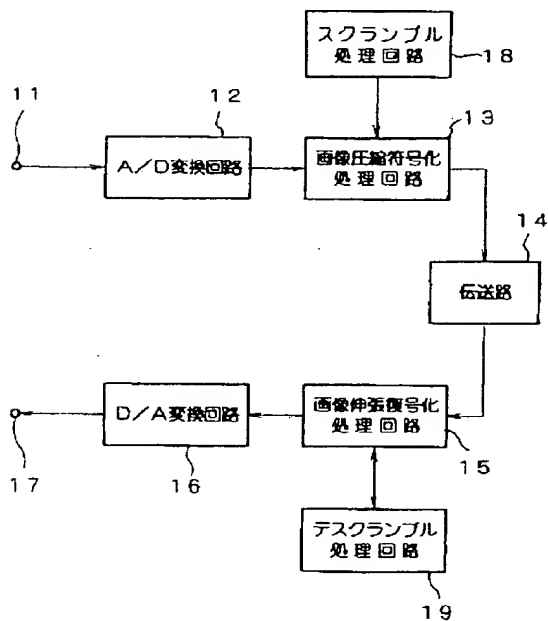 スクランブル
処理回路
18
11
12
13
A/D変換回路
画像圧縮符号化
処理回路
14
伝送路
D/A変換回路
画像伸張復号化
処理回路
17
16
15
デスクランブル
処理回路
19